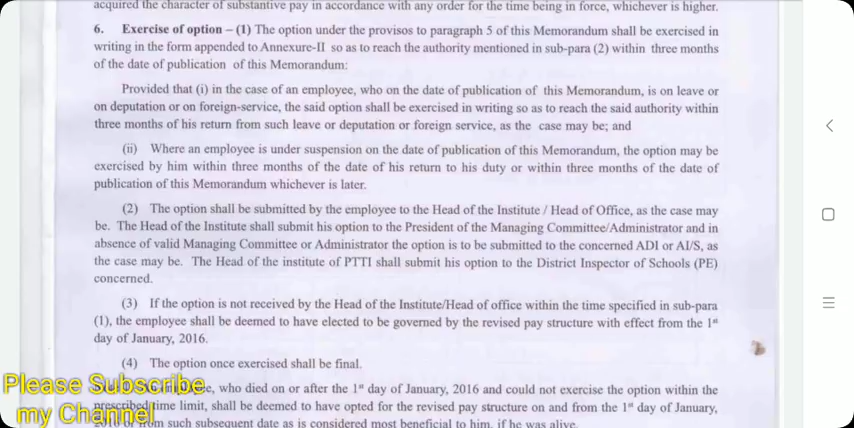 acquired the character of substantive pay in accordance with any order for the time being in force, whichever is higher.
6. Exercise of option – (1) The option under the provisos to paragraph 5 of this Memorandum shall be exercised in
writing in the form appended to Annexure-II so as to reach the authority mentioned in sub-para (2) within three months
of the date of publication of this Memorandum:
Provided that (i) in the case of an employee, who on the date of publication of this Memorandum, is on leave or
on deputation or on foreign-service, the said option shall be exercised in writing so as to reach the said authority within
three months of his return from such leave or deputation or foreign service, as the case may be; and
(ii) Where an employee is under suspension on the date of publication of this Memorandum, the option may be
exercised by him within three months of the date of his return to his duty or within three months of the date of
publication of this Memorandum whichever is later.
(2) The option shall be submitted by the employee to the Head of the Institute / Head of Office, as the case may
be. The Head of the Institute shall submit his option to the President of the Managing Committee/Administrator and in
absence of valid Managing Committee or Administrator the option is to be submitted to the concerned ADI or AI/S, as
the case may be. The Head of the institute of PTTI shall submit his option to the District Inspector of Schools (PE)
concerned.
(3) If the option is not received by the Head of the Institute/Head of office within the time specified in sub-para
(1), the employee shall be deemed to have elected to be governed by the revised pay structure with effect from the 1st
day of January, 2016.
(4) The option once exercised shall be final.
who died on or after the 1st day of January, 2016 and could not exercise the option within the
prescribed time limit, shall be deemed to have opted for the revised pay structure on and from the 1st day of January,
such subsequent date as is considered most beneficial to him, if he was alive.
Please Subscribe
my Channel